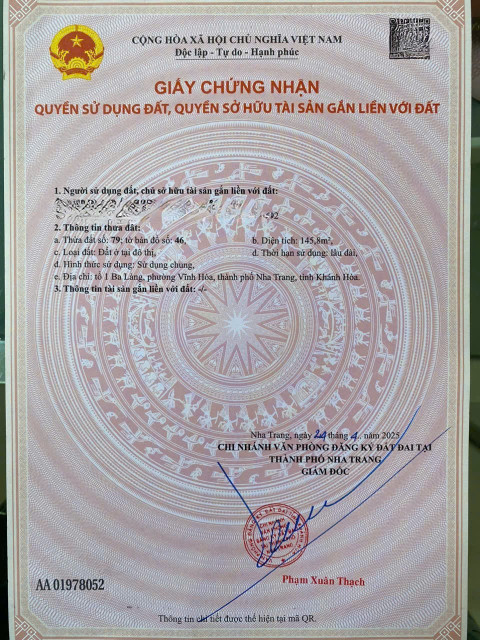 CỘNG HÒA XÃ HỘI CHỦ NGHĨA VIỆT NAM
Độc lập - Tự do - Hạnh phúc
GIẤY CHỨNG NHẬN
QUYỀN SỬ DỤNG ĐẤT, QUYỀN SỞ HỮU TÀI SẢN GẮN LIỀN VỚI ĐẤT
1. Người sử dụng đất, chủ sở hữu tài sản gắn liền với đất:
2. Thông tin thửa đất:
a. Thửa đất số: 79; tờ bản đồ số: 46, b. Diện tích: 145,8m²,
c. Loại đất: Đất ở tại đô thị, d. Thời hạn sử dụng: lâu dài,
đ. Hình thức sử dụng: Sử dụng chung,
e. Địa chỉ: tổ 1 Ba Làng, phường Vĩnh Hòa, thành phố Nha Trang, tỉnh Khánh Hòa.
3. Thông tin tài sản gắn liền với đất: -/-
Nha Trang, ngày 24 tháng 4. năm 2025
CHI NHÁNH VĂN PHÒNG ĐĂNG KÝ ĐẤT ĐAI TẠI
THÀNH PHỐ NHA TRANG
GIÁM ĐỐC
Phạm Xuân Thạch
AA 01978052
Thông tin chi tiết được thể hiện tại mã QR.